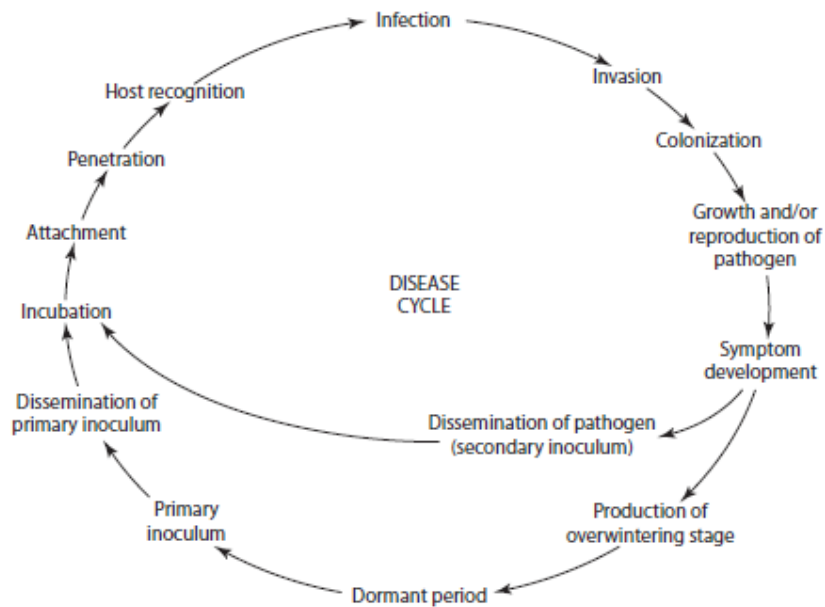 Infection
Host recognition
Invasion
Penetration
Colonization
Attachment
Growth and/or
reproduction of
pathogen
DISEASE
CYCLE
Incubation
Symptom
development
Dissemination of
primary inoculum
Dissemination of pathogen
(secondary inoculum)
Primary
inoculum
Production of
overwintering stage
Dormant period